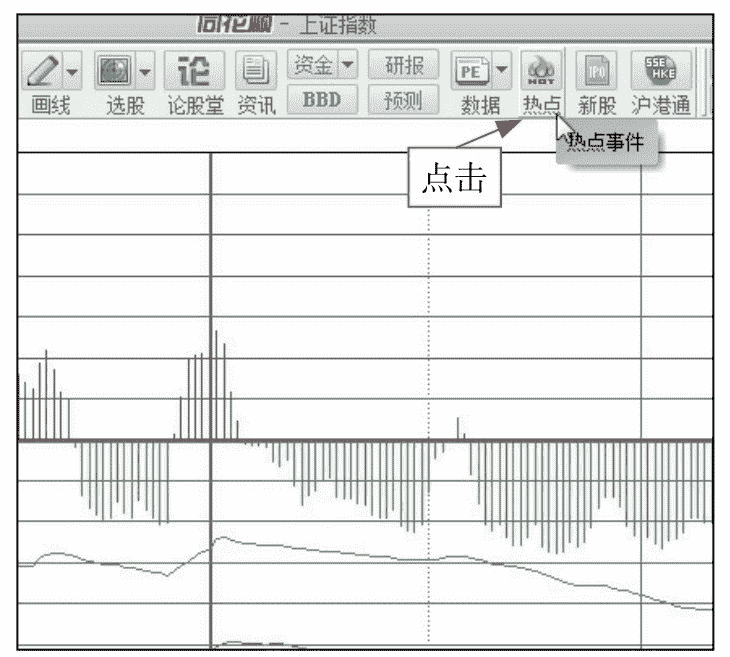 同花顺 - 上证指数
资金 研报
PE SSE HKE
IPO
HOT
论
画线 选股 论股堂 资讯 BBD 预测 数据 热点 新股 沪港通
热点事件
点击